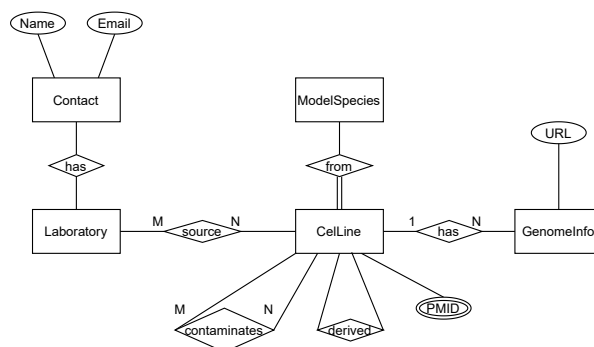 Name
Email
Contact
ModelSpecies
URL
has
from
Laboratory
M
source
N
CelLine
1
has
N
GenomeInfo
M
contaminates
N
derived
PMID